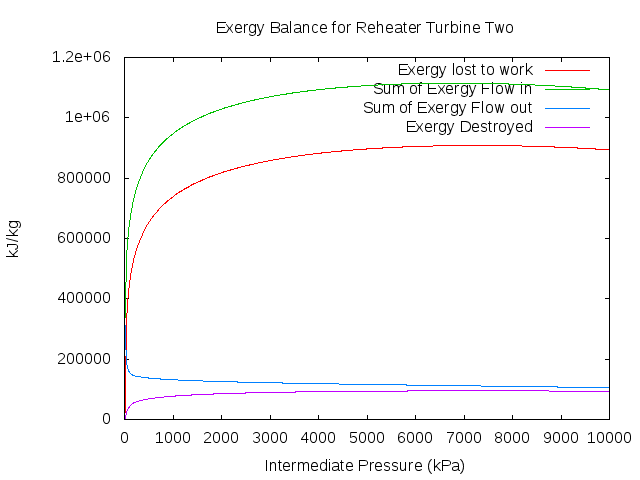 Exergy Balance for Reheater Turbine Two
1.2e+06
1e+06
800000
600000
400000
200000
0
kJ/kg
Exergy lost to work
Sum of Exergy Flow in
Sum of Exergy Flow out
Exergy Destroyed
0 1000 2000 3000 4000 5000 6000 7000 8000 9000 10000
Intermediate Pressure (kPa)